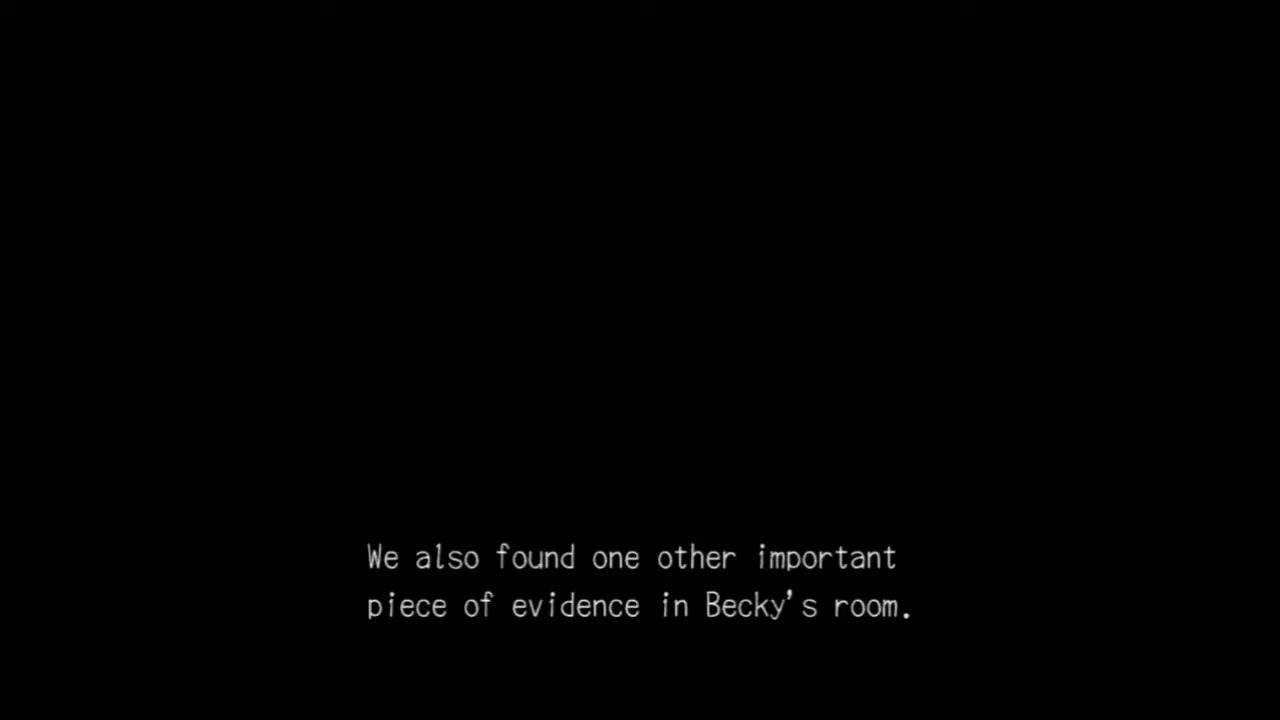 We also found one other important
piece of evidence in Becky's room.